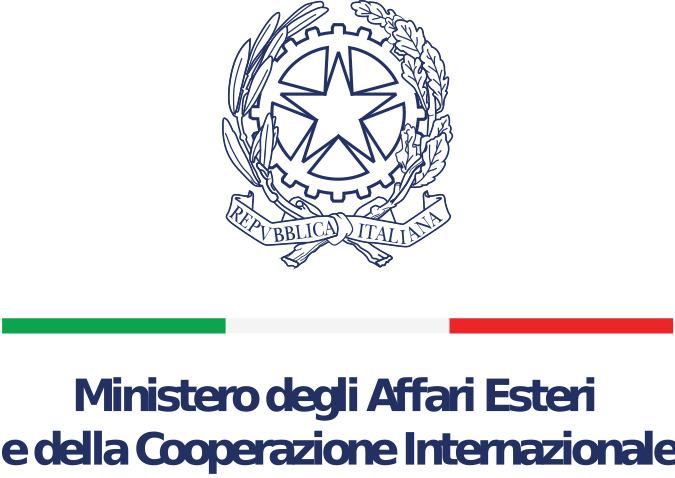 REPVBBLICA ITALIANA
Ministero degli Affari Esteri
e della Cooperazione Internazionale